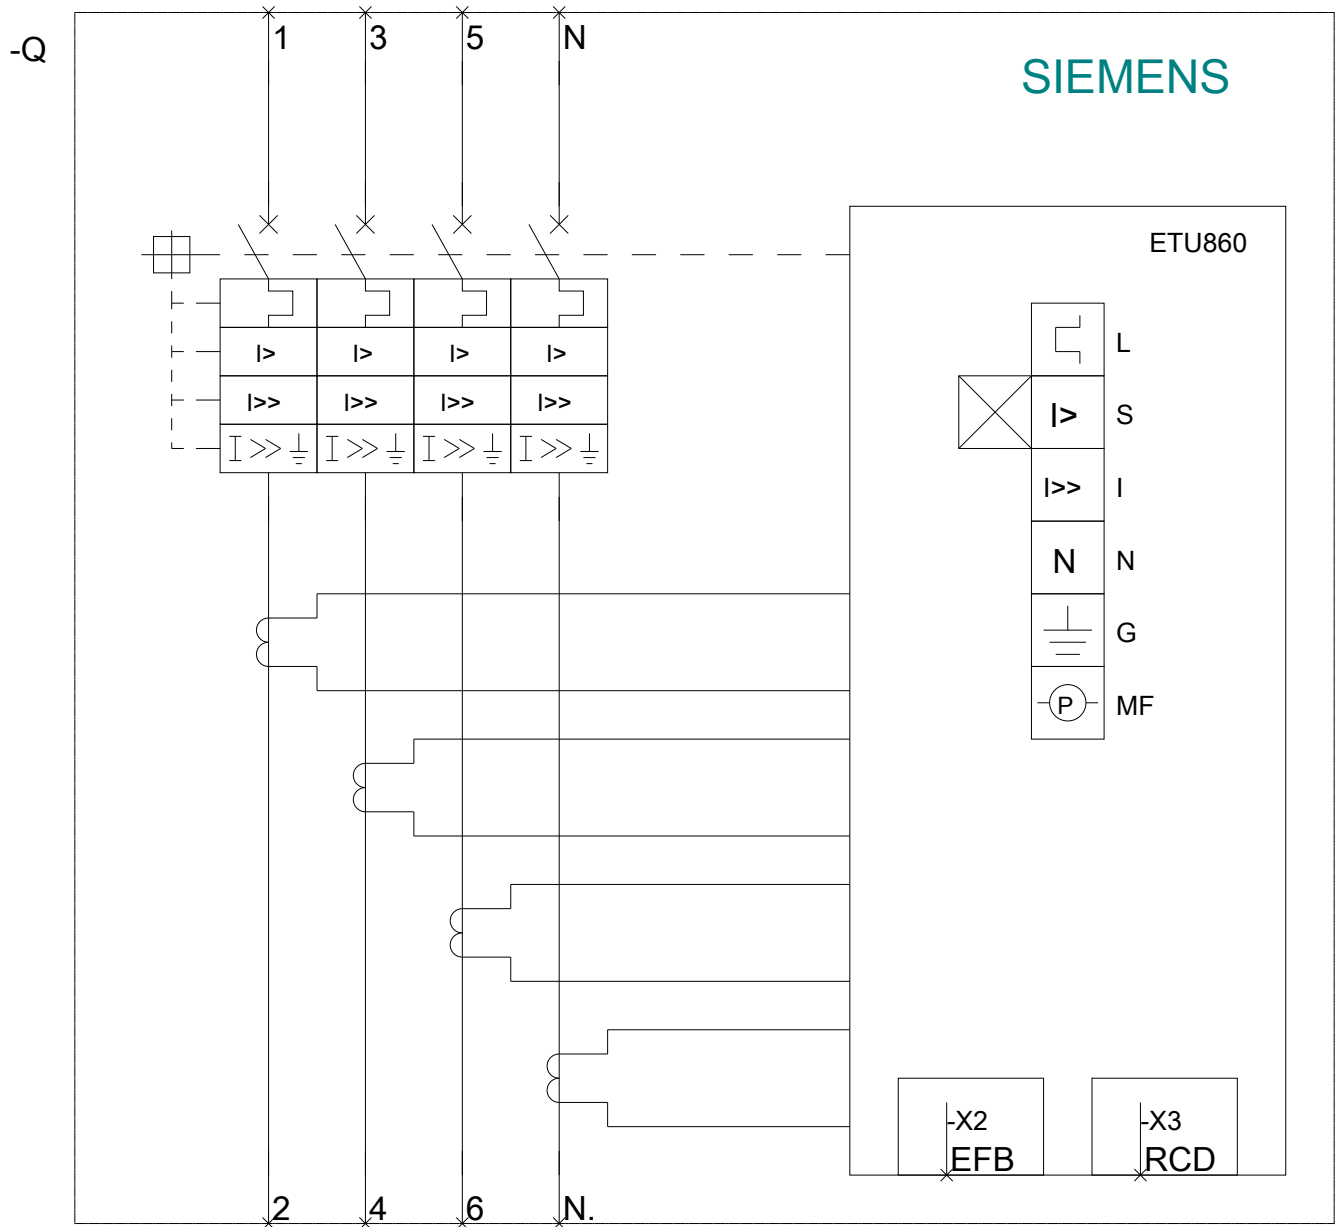 1 3 5 N
-Q
SIEMENS
ETU860
L
I> I> I> I>
I>> I>> I>> I>>
I>> I>> I>> I>>
I> S
I>> I
N N
G
P MF
-X2 -X3
EFB RCD
2 4 6 N.